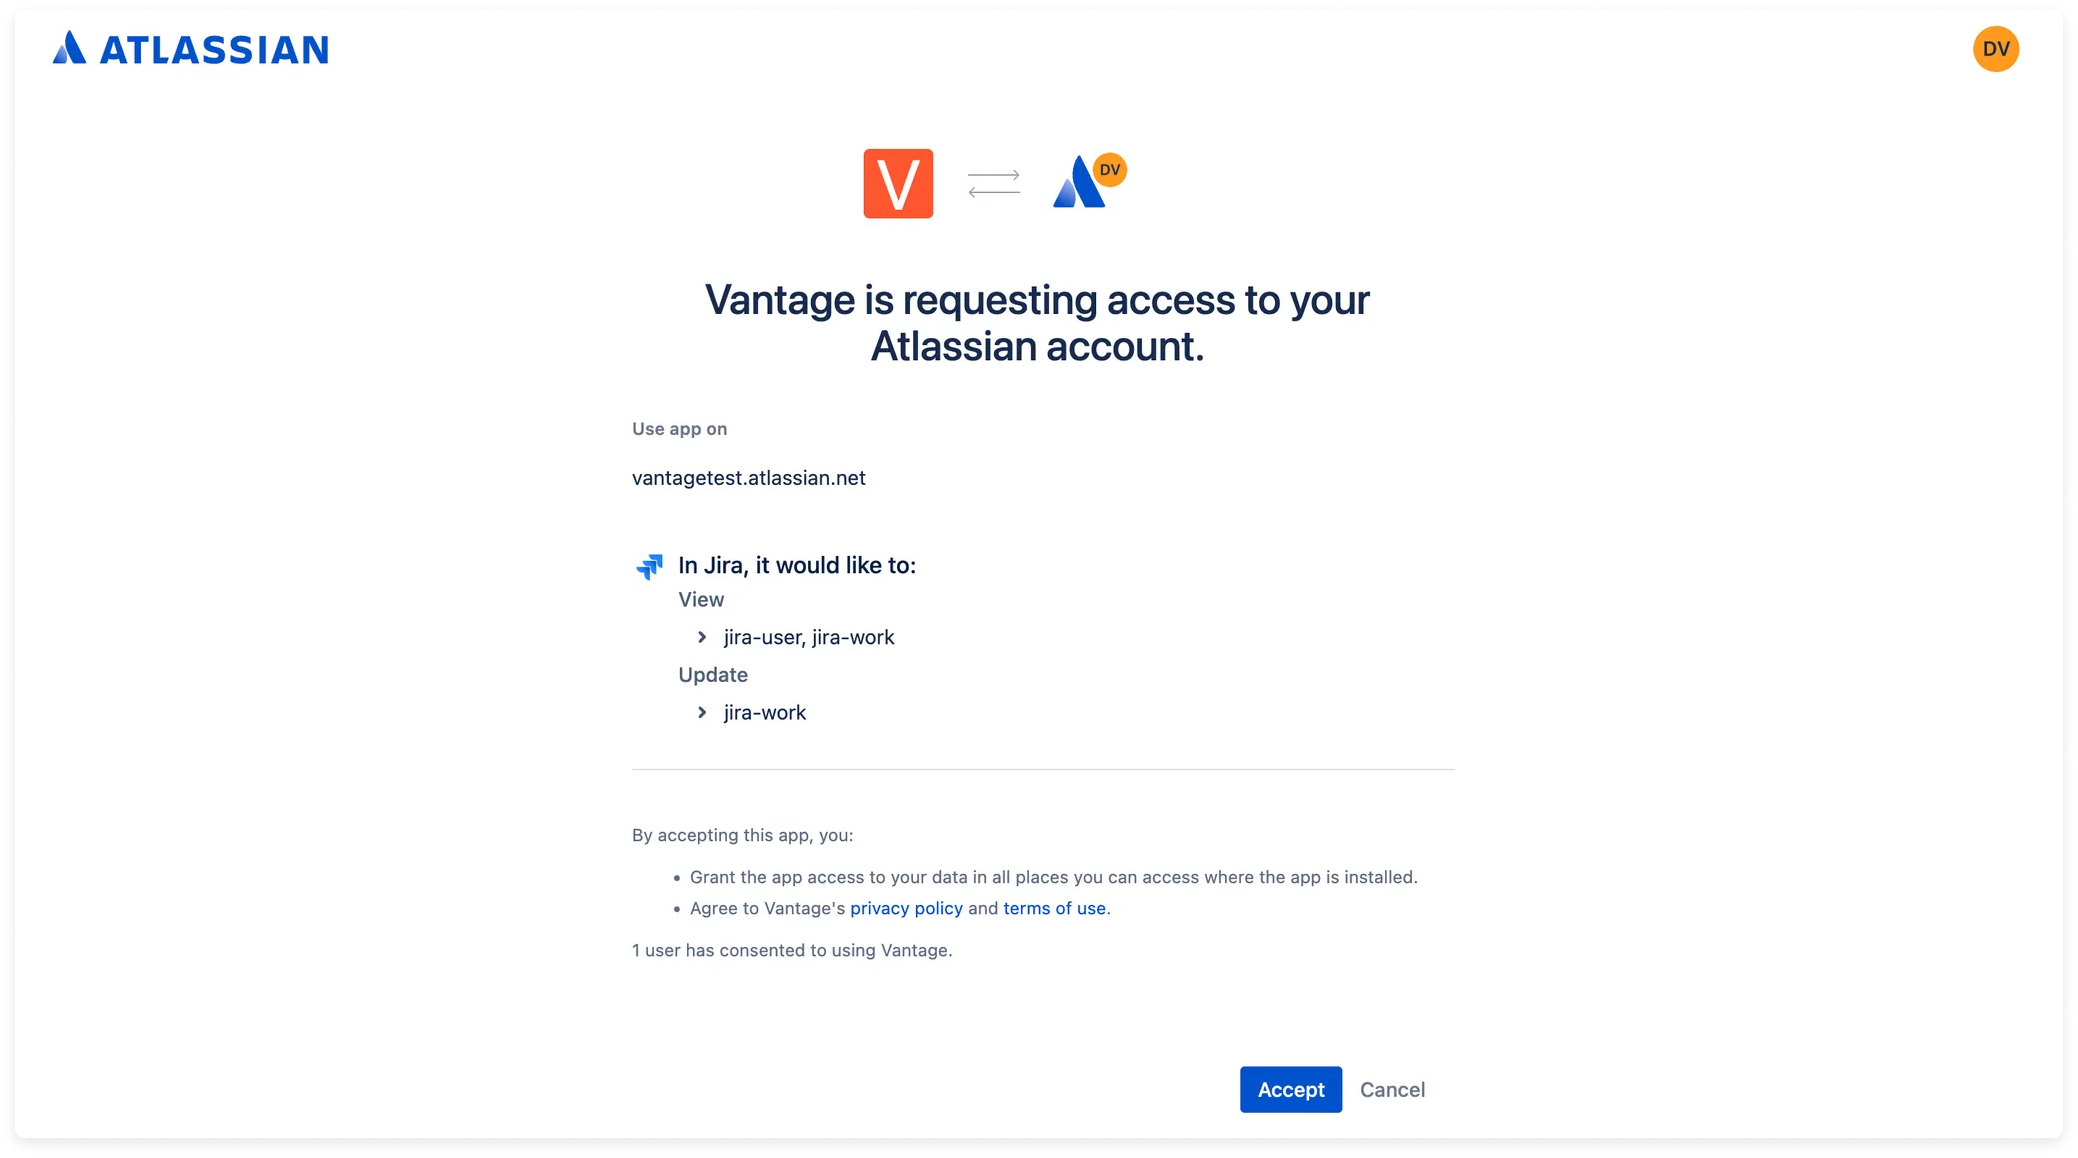 ATLASSIAN
DV
V
DV
Vantage is requesting access to your
Atlassian account.
Use app on
vantagetest.atlassian.net
In Jira, it would like to:
View
jira-user, jira-work
Update
jira-work
By accepting this app, you:
• Grant the app access to your data in all places you can access where the app is installed.
• Agree to Vantage's privacy policy and terms of use.
1 user has consented to using Vantage.
Accept
Cancel